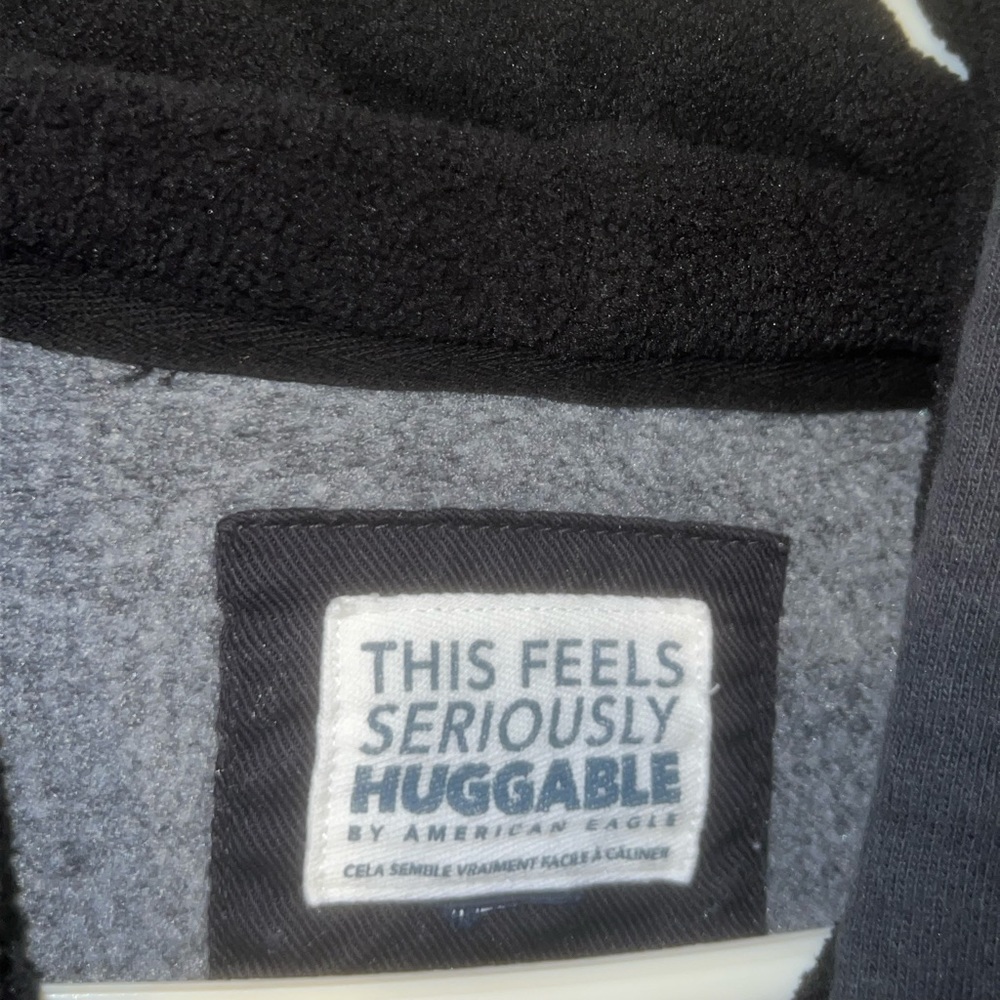 THIS FEELS
SERIOUSLY
HUGGABLE
BY AMERICAN EAGLE
CELA SEMBLE VRAIMENT FACILE À CÂLINER